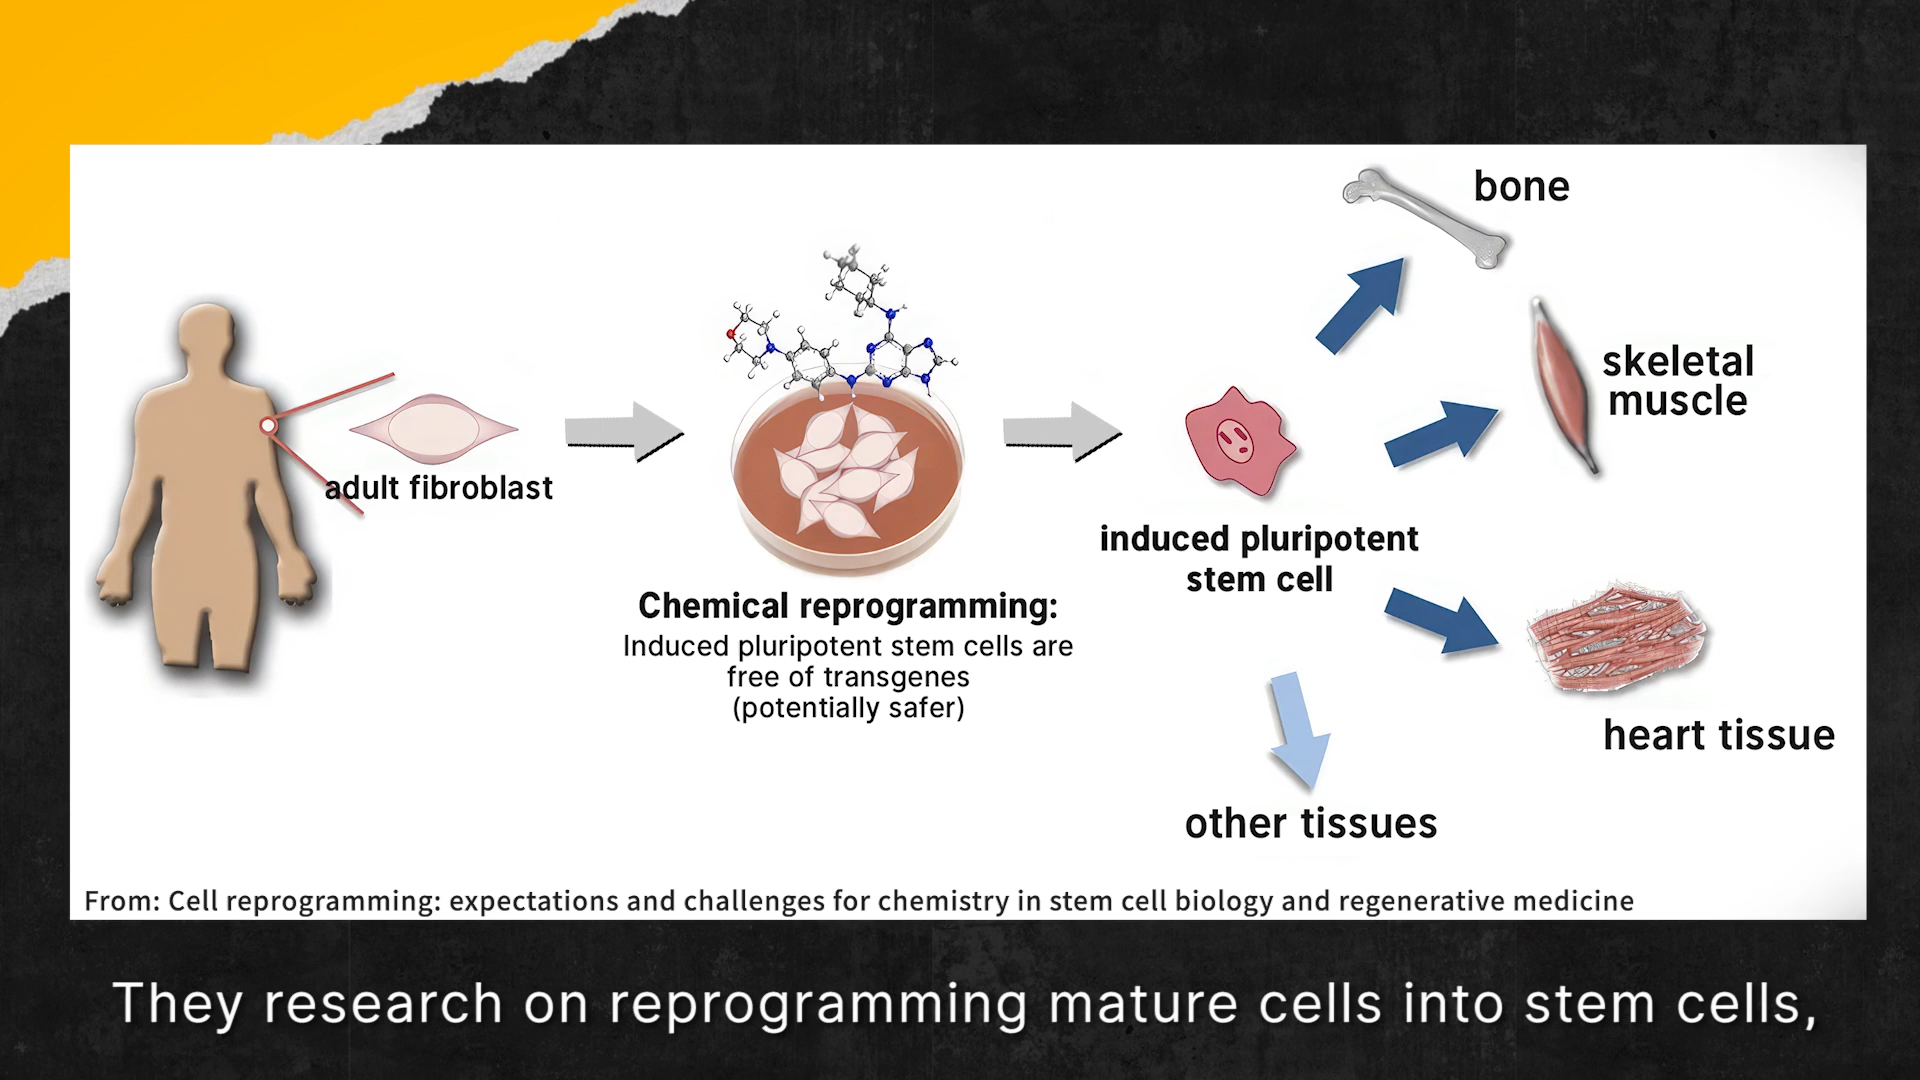 bone
skeletal
muscle
adult fibroblast
induced pluripotent
stem cell
Chemical reprogramming:
Induced pluripotent stem cells are
free of transgenes
(potentially safer)
heart tissue
other tissues
From: Cell reprogramming: expectations and challenges for chemistry in stem cell biology and regenerative medicine
They research on reprogramming mature cells into stem cells,